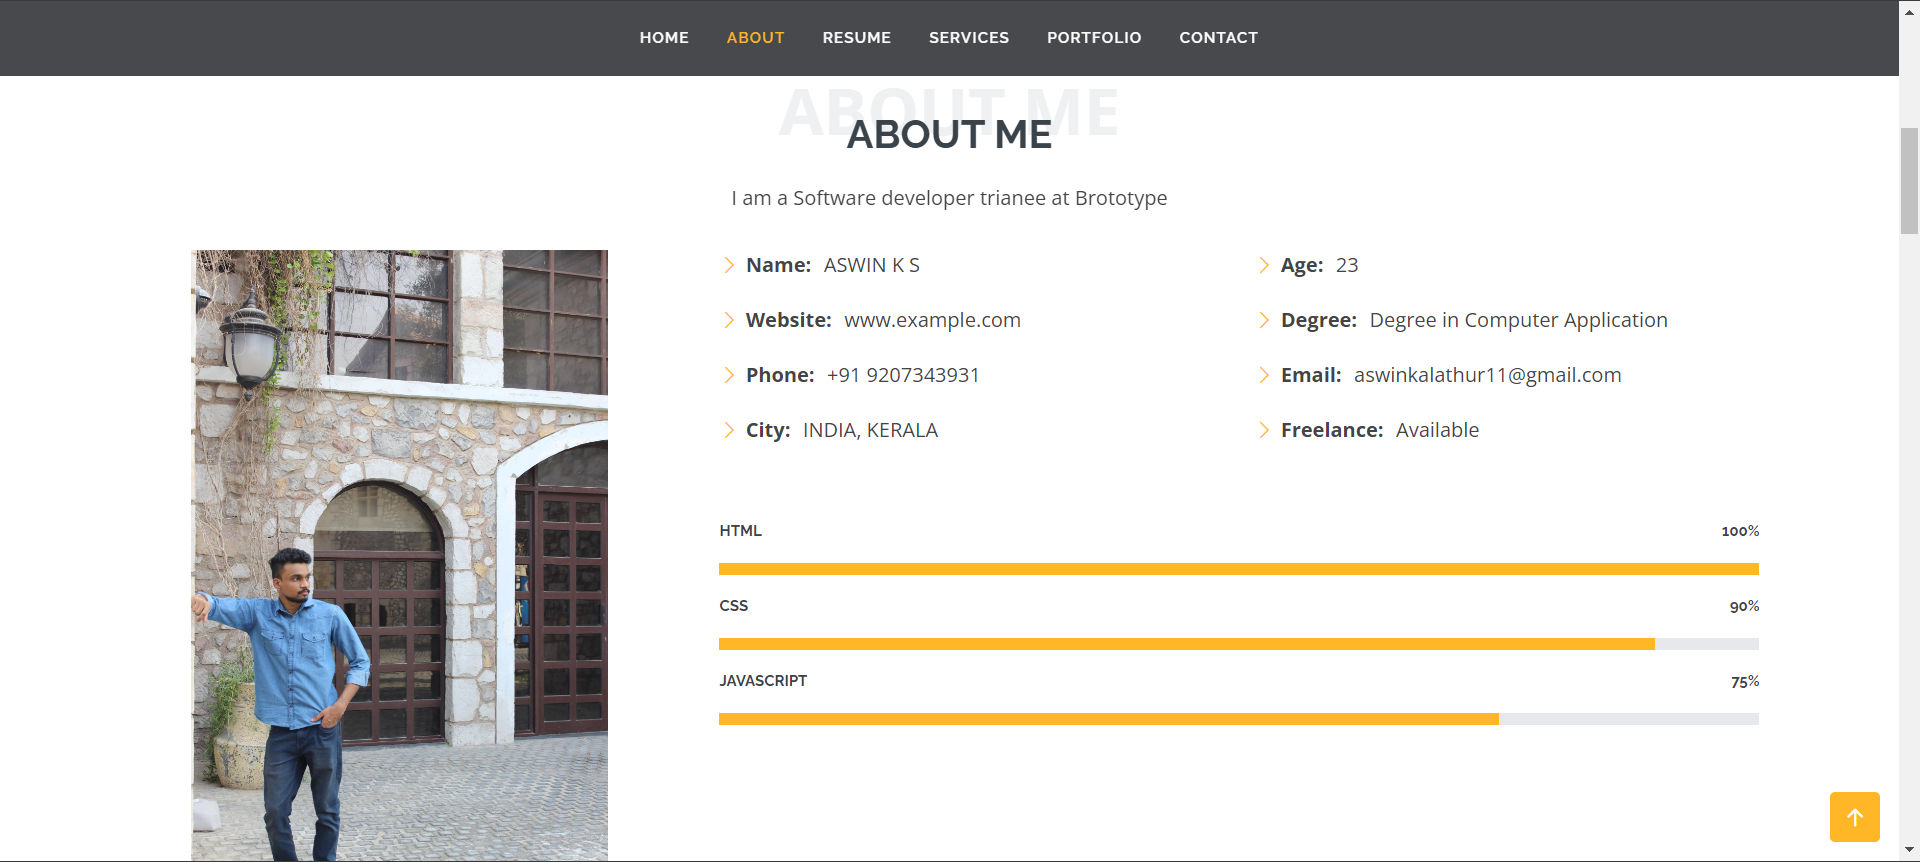 HOME ABOUT RESUME SERVICES PORTFOLIO CONTACT
ABOUT ME
ABOUT ME
I am a Software developer trianee at Brototype
Name: ASWIN K S
Age: 23
Website: www.example.com
Degree: Degree in Computer Application
Phone: +91 9207343931
Email: aswinkalathur11@gmail.com
City: INDIA, KERALA
Freelance: Available
HTML 100%
CSS 90%
JAVASCRIPT 75%